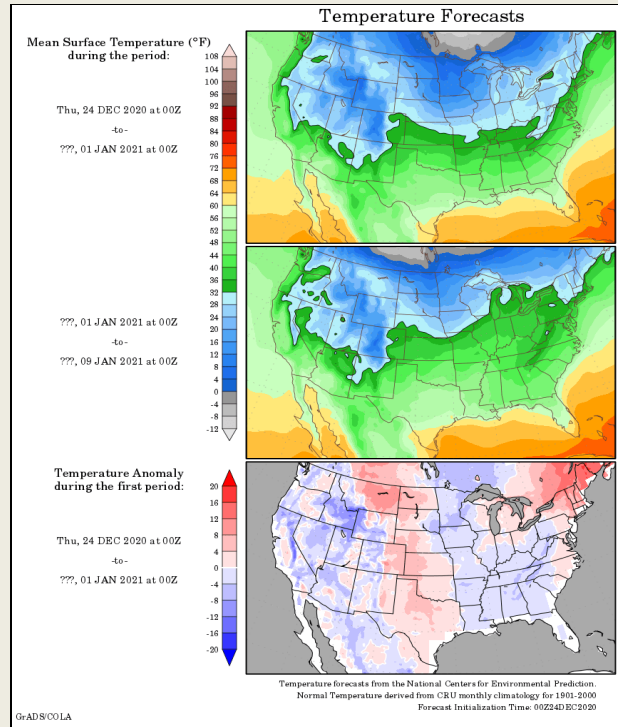 Temperature Forecasts
Mean Surface Temperature (°F)
during the period:
Thu, 24 DEC 2020 at 00Z
-to-
???, 01 JAN 2021 at 00Z
108
104
100
96
92
88
84
80
76
72
68
64
60
56
52
48
44
40
36
32
28
24
20
16
12
8
4
0
-4
-8
-12
???, 01 JAN 2021 at 00Z
-to-
???, 09 JAN 2021 at 00Z
Temperature Anomaly
during the first period:
Thu, 24 DEC 2020 at 00Z
-to-
???, 01 JAN 2021 at 00Z
20
16
12
8
4
0
-4
-8
-12
-16
-20
Temperature forecasts from the National Centers for Environmental Prediction.
Normal Temperature derived from CRU monthly climatology for 1901-2000
Forecast Initialization Time: 00Z24DEC2020
GrADS/COLA